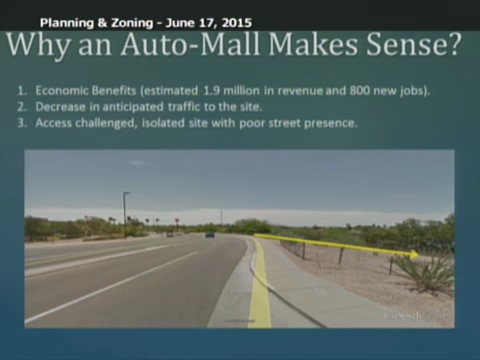 Planning & Zoning - June 17, 2015
Why an Auto-Mall Makes Sense?
1. Economic Benefits (estimated 1.9 million in revenue and 800 new jobs).
2. Decrease in anticipated traffic to the site.
3. Access challenged, isolated site with poor street presence.